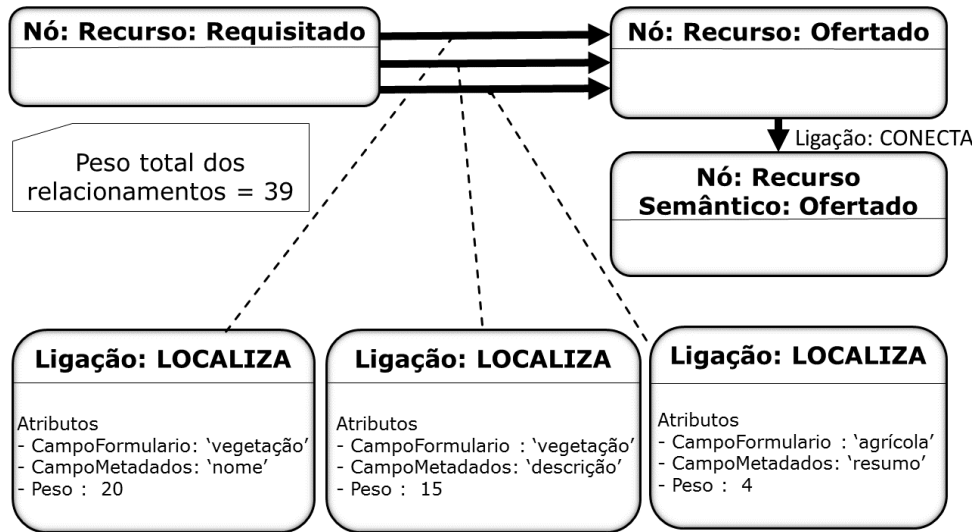 Nó: Recurso: Requisitado
Nó: Recurso: Ofertado
Ligação: CONECTA
Peso total dos
relacionamentos = 39
Nó: Recurso
Semântico: Ofertado
Ligação: LOCALIZA
Atributos
- CampoFormulario: ‘vegetação’
- CampoMetadados: ‘nome’
- Peso : 20
Ligação: LOCALIZA
Atributos
- CampoFormulario : ‘vegetação’
- CampoMetadados: ‘descrição’
- Peso : 15
Ligação: LOCALIZA
Atributos
- CampoFormulario : ‘agrícola’
- CampoMetadados: ‘resumo’
- Peso : 4